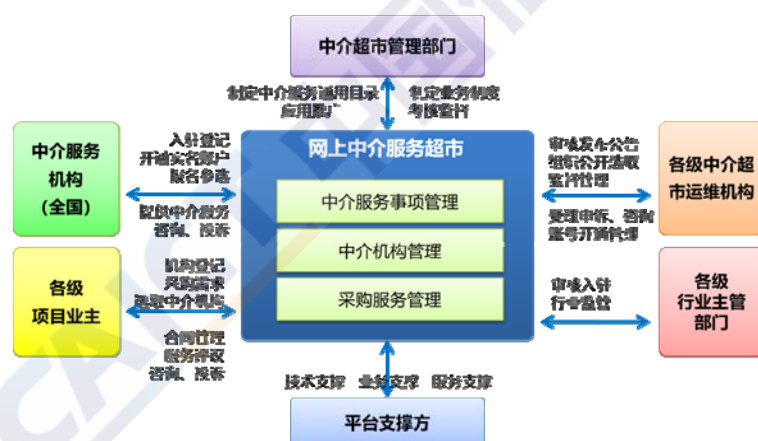 中介超市管理部门
制定中介服务通用目录
应用推广
制定业务制度
考核监督
中介服务
机构
(全国)
入驻登记
开通实名账户
报名参选
提供中介服务
咨询、投诉
网上中介服务超市
中介服务事项管理
中介机构管理
采购服务管理
审核发布公告
组织公开选取
监督管理
受理申诉、咨询
账号开通管理
各级中介超
市运维机构
各级
项目业主
机构登记
采购需求
选取中介机构
合同管理
服务评议
咨询、投诉
审核入驻
行业监管
各级
行业主管
部门
技术支撑 业务支撑 服务支撑
平台支撑方
CAICT